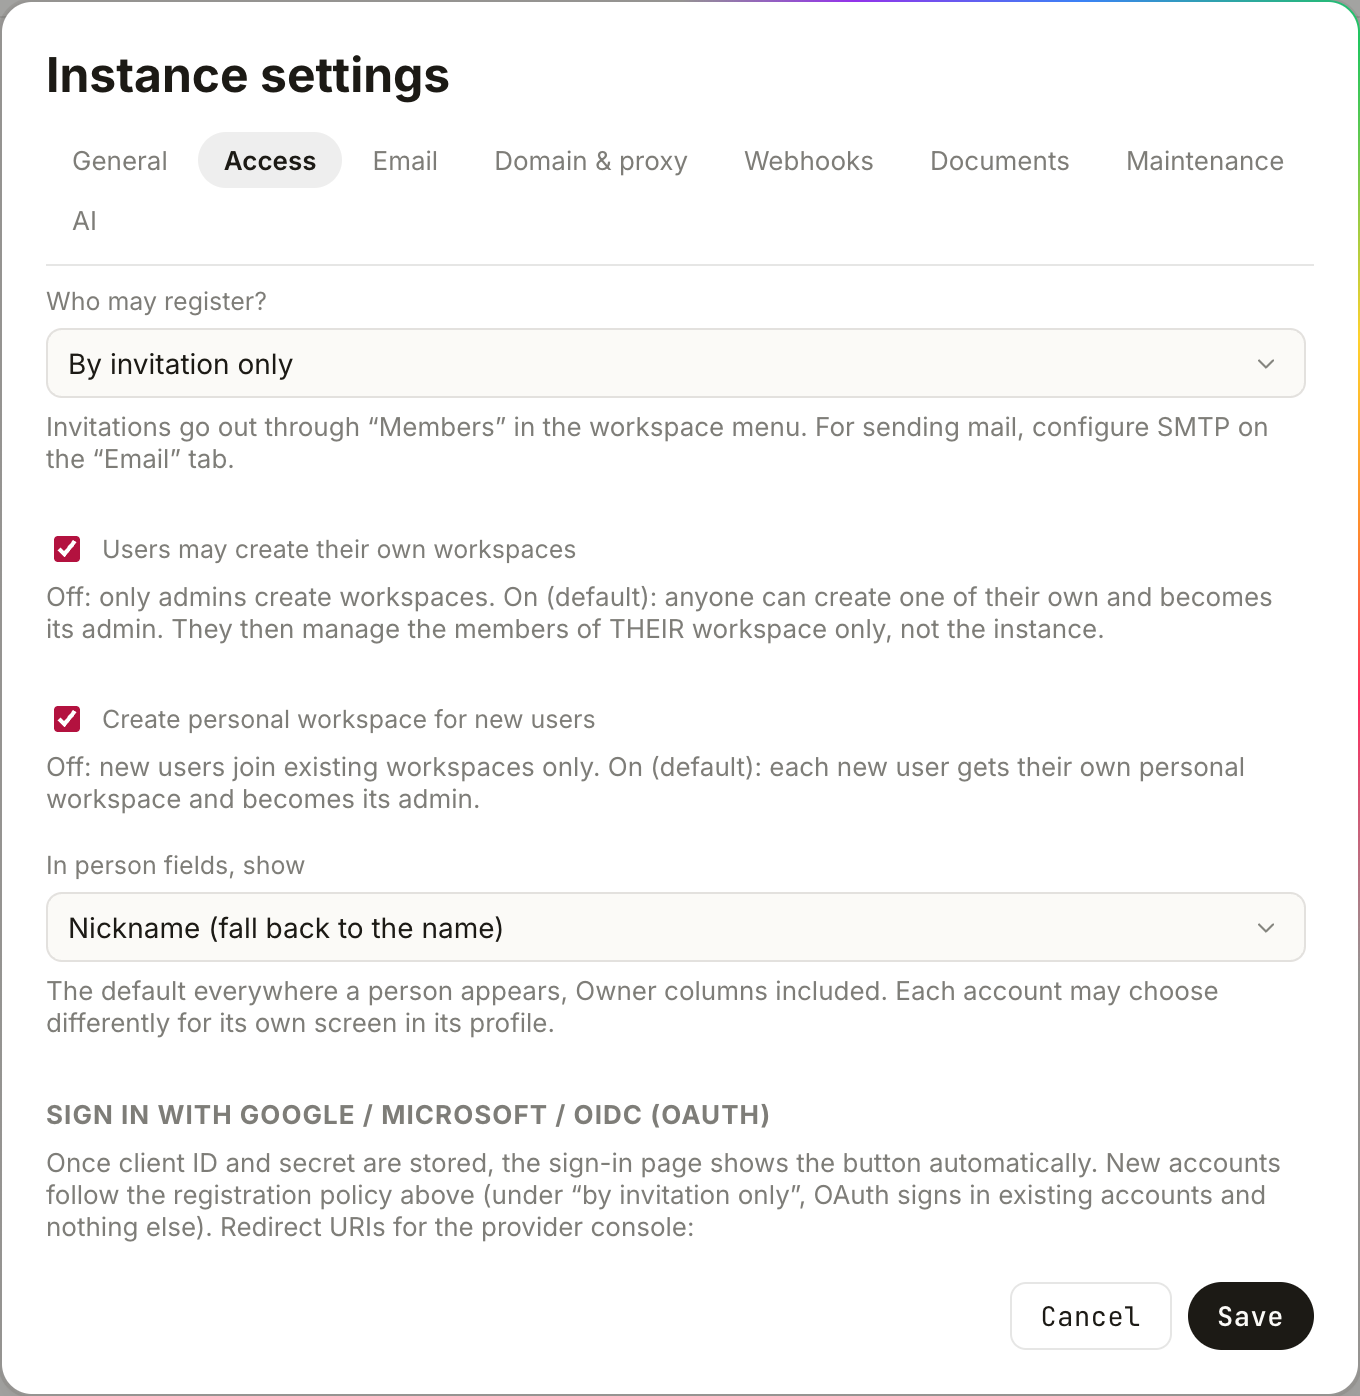 Instance settings
General Access Email Domain & proxy Webhooks Documents Maintenance
AI
Who may register?
By invitation only
Invitations go out through “Members” in the workspace menu. For sending mail, configure SMTP on
the “Email” tab.
Users may create their own workspaces
Off: only admins create workspaces. On (default): anyone can create one of their own and becomes
its admin. They then manage the members of THEIR workspace only, not the instance.
Create personal workspace for new users
Off: new users join existing workspaces only. On (default): each new user gets their own personal
workspace and becomes its admin.
In person fields, show
Nickname (fall back to the name)
The default everywhere a person appears, Owner columns included. Each account may choose
differently for its own screen in its profile.
SIGN IN WITH GOOGLE / MICROSOFT / OIDC (OAUTH)
Once client ID and secret are stored, the sign-in page shows the button automatically. New accounts
follow the registration policy above (under “by invitation only”, OAuth signs in existing accounts and
nothing else). Redirect URIs for the provider console:
Cancel Save